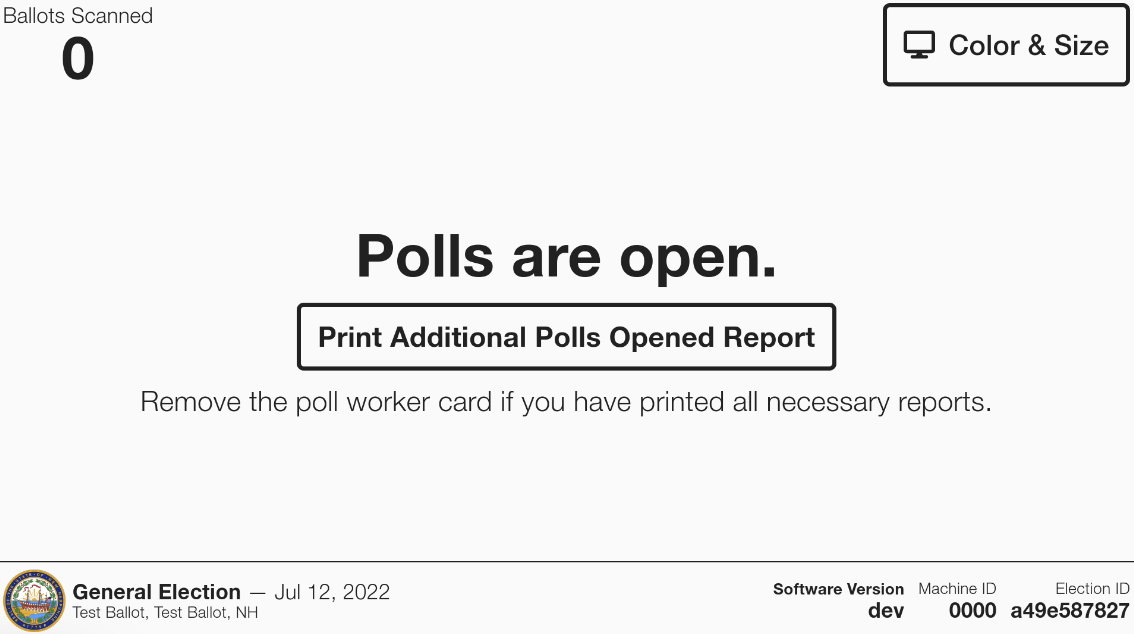 Ballots Scanned
0
Color & Size
Polls are open.
Print Additional Polls Opened Report
Remove the poll worker card if you have printed all necessary reports.
General Election — Jul 12, 2022
Test Ballot, Test Ballot, NH
Software Version
dev
Machine ID
0000
Election ID
a49e587827